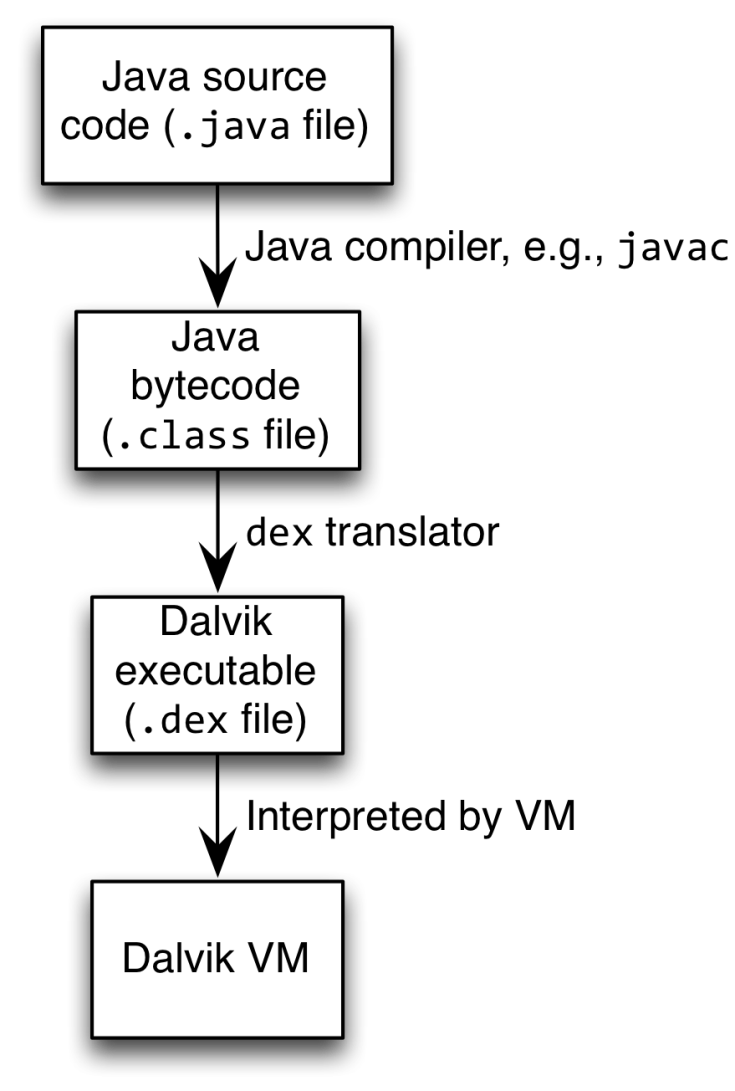 Java source
code (.java file)
Java compiler, e.g., javac
Java
bytecode
(.class file)
dex translator
Dalvik
executable
(.dex file)
Interpreted by VM
Dalvik VM